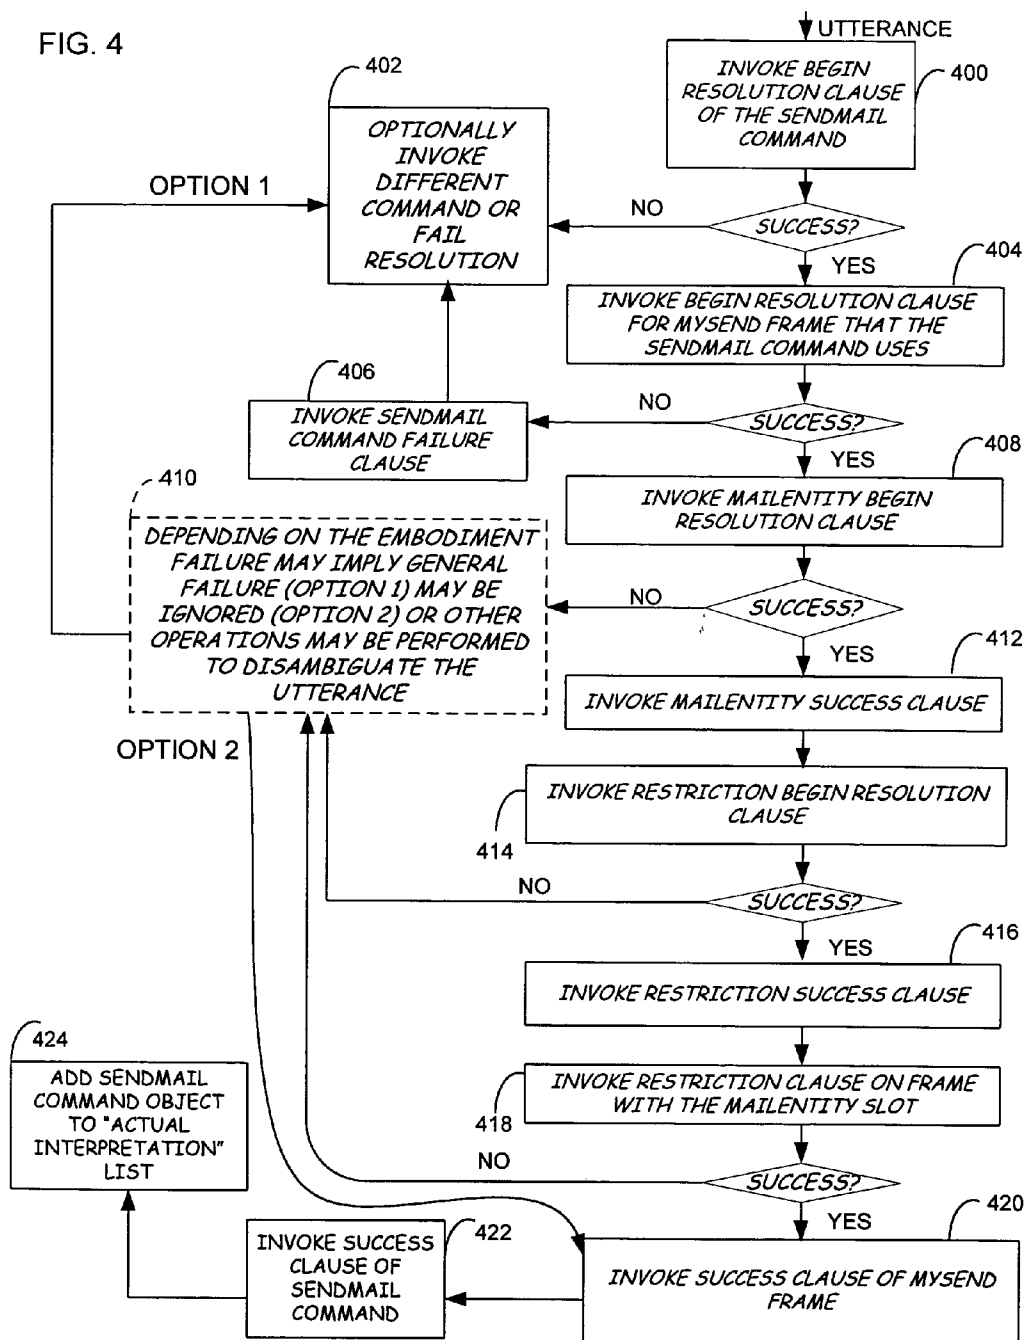 FIG. 4
UTTERANCE
INVOKE BEGIN
RESOLUTION CLAUSE
OF THE SENDMAIL
COMMAND
400
402
OPTIONALLY
INVOKE
DIFFERENT
COMMAND OR
FAIL
RESOLUTION
OPTION 1
NO
SUCCESS?
YES
404
INVOKE BEGIN RESOLUTION CLAUSE
FOR MYSEND FRAME THAT THE
SENDMAIL COMMAND USES
406
INVOKE SENDMAIL
COMMAND FAILURE
CLAUSE
NO
SUCCESS?
YES
408
INVOKE MAILENTITY BEGIN
RESOLUTION CLAUSE
410
DEPENDING ON THE EMBODIMENT
FAILURE MAY IMPLY GENERAL
FAILURE (OPTION 1) MAY BE
IGNORED (OPTION 2) OR OTHER
OPERATIONS MAY BE PERFORMED
TO DISAMBIGUATE THE
UTTERANCE
NO
SUCCESS?
YES
412
INVOKE MAILENTITY SUCCESS CLAUSE
OPTION 2
INVOKE RESTRICTION BEGIN RESOLUTION
CLAUSE
414
NO
SUCCESS?
YES
416
INVOKE RESTRICTION SUCCESS CLAUSE
424
ADD SENDMAIL
COMMAND OBJECT
TO "ACTUAL
INTERPRETATION"
LIST
INVOKE RESTRICTION CLAUSE ON FRAME
WITH THE MAILENTITY SLOT
418
NO
SUCCESS?
YES
420
INVOKE SUCCESS
CLAUSE OF
SENDMAIL
COMMAND
422
INVOKE SUCCESS CLAUSE OF MYSEND
FRAME